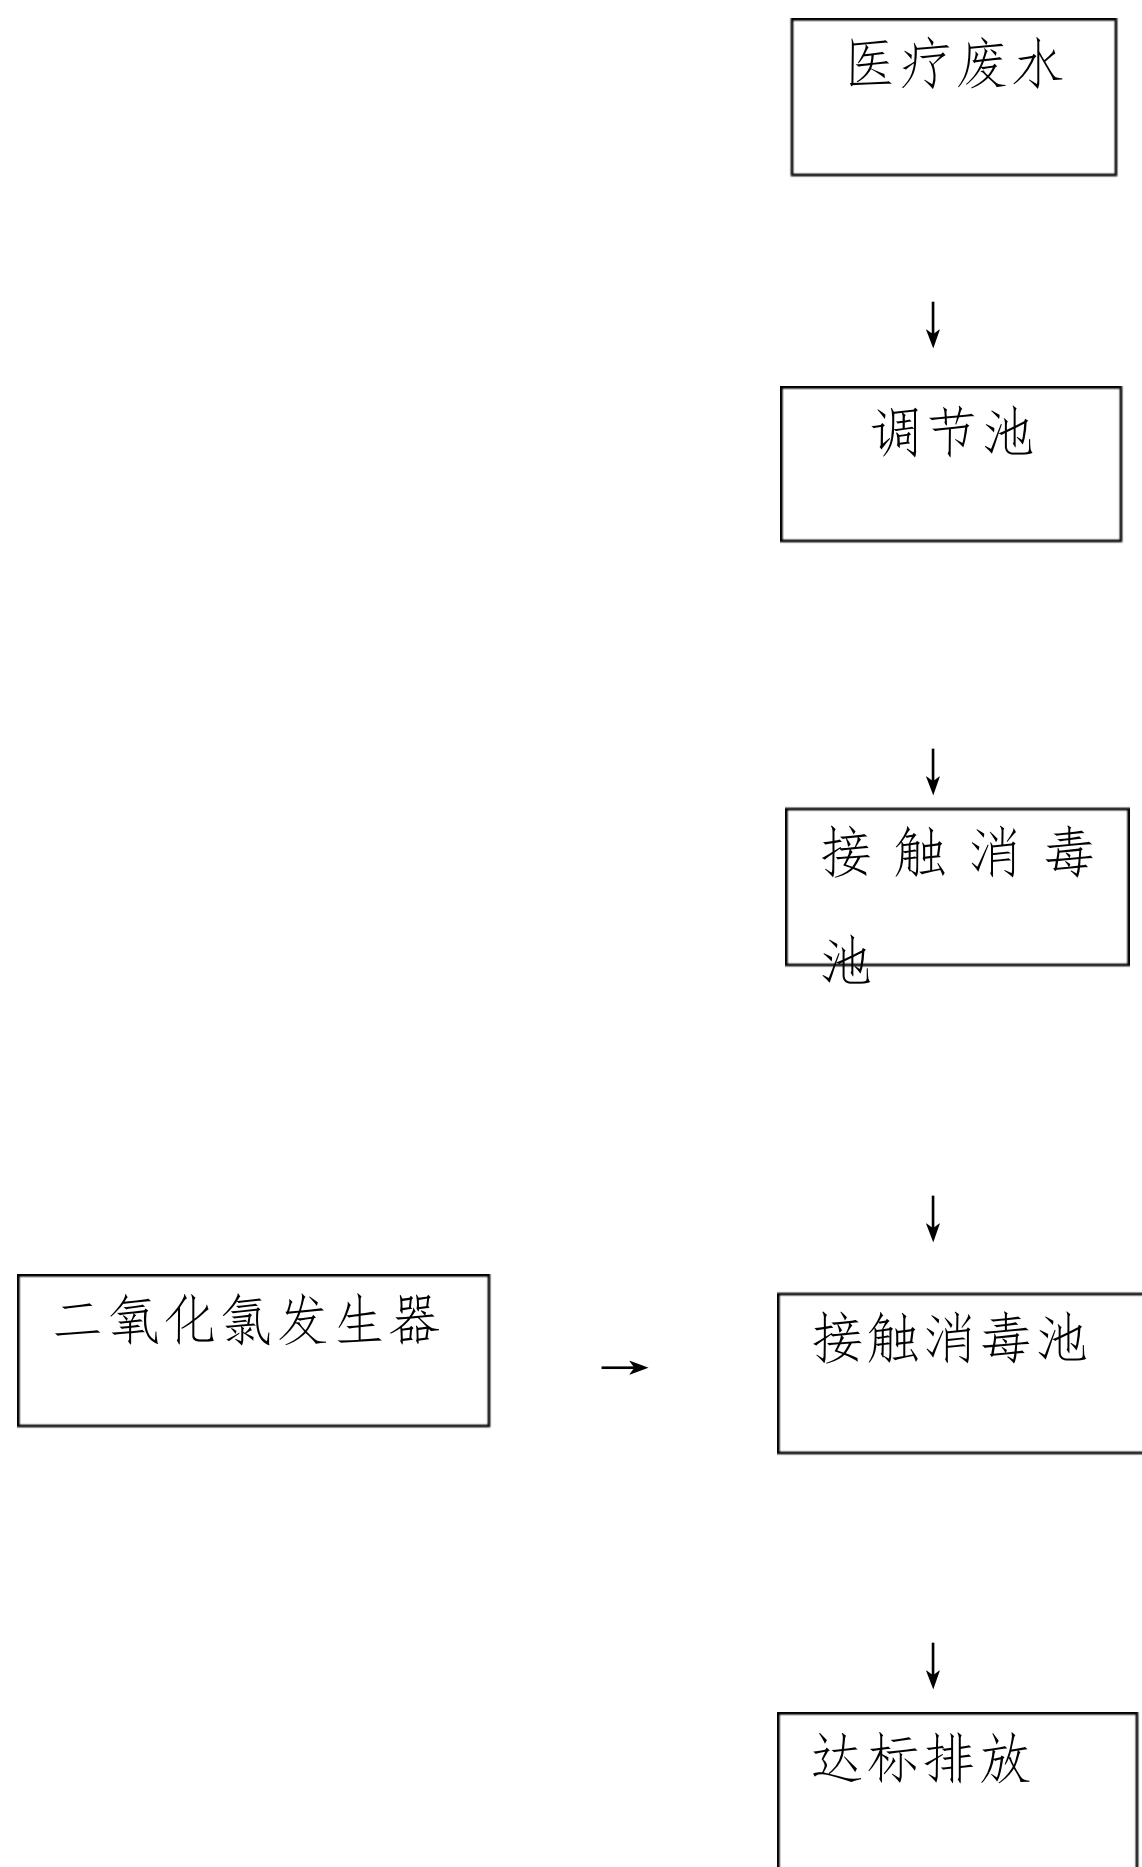 医疗废水
↓
调节池
↓
接触消毒
池
↓
二氧化氯发生器
→
接触消毒池
↓
达标排放